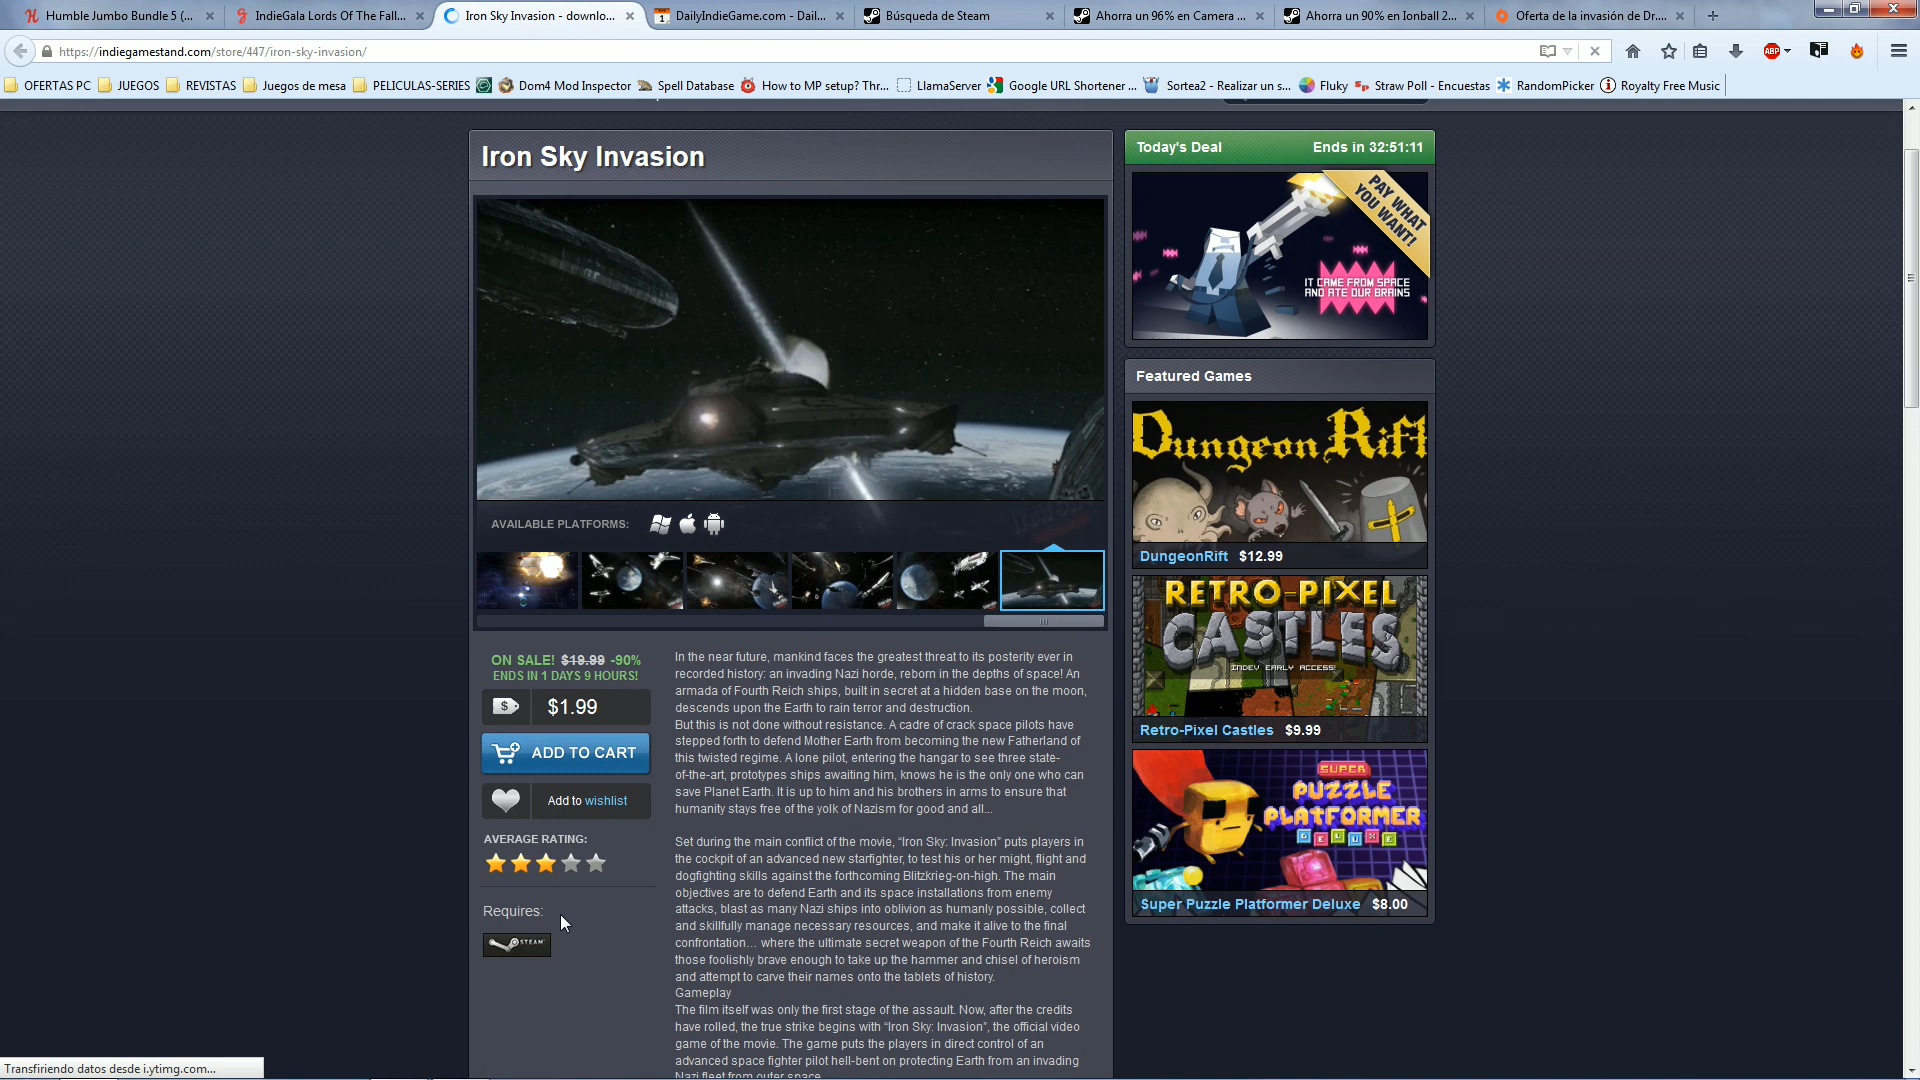 Humble Jumbo Bundle 5 (...
IndieGala Lords Of The Fall...
Iron Sky Invasion - downlo...
DailyIndieGame.com - Dail...
Búsqueda de Steam
Ahorra un 96% en Camera ...
Ahorra un 90% en Ionball 2...
Oferta de la invasión de Dr....
https://indiegamestand.com/store/447/iron-sky-invasion/
ABP
OFERTAS PC
JUEGOS
REVISTAS
Juegos de mesa
PELICULAS-SERIES
Dom4 Mod Inspector
Spell Database
How to MP setup? Thr...
LlamaServer
Google URL Shortener ...
Sortea2 - Realizar un s...
Fluky
Straw Poll - Encuestas
RandomPicker
Royalty Free Music
Iron Sky Invasion
AVAILABLE PLATFORMS:
ON SALE! $19.99 -90%
ENDS IN 1 DAYS 9 HOURS!
$ $1.99
ADD TO CART
Add to wishlist
AVERAGE RATING:
Requires:
STEAM
In the near future, mankind faces the greatest threat to its posterity ever in
recorded history: an invading Nazi horde, reborn in the depths of space! An
armada of Fourth Reich ships, built in secret at a hidden base on the moon,
descends upon the Earth to rain terror and destruction.
But this is not done without resistance. A cadre of crack space pilots have
stepped forth to defend Mother Earth from becoming the new Fatherland of
this twisted regime. A lone pilot, entering the hangar to see three state-
of-the-art, prototypes ships awaiting him, knows he is the only one who can
save Planet Earth. It is up to him and his brothers in arms to ensure that
humanity stays free of the yolk of Nazism for good and all...
Set during the main conflict of the movie, “Iron Sky: Invasion” puts players in
the cockpit of an advanced new starfighter, to test his or her might, flight and
dogfighting skills against the forthcoming Blitzkrieg-on-high. The main
objectives are to defend Earth and its space installations from enemy
attacks, blast as many Nazi ships into oblivion as humanly possible, collect
and skillfully manage necessary resources, and make it alive to the final
confrontation… where the ultimate secret weapon of the Fourth Reich awaits
those foolishly brave enough to take up the hammer and chisel of heroism
and attempt to carve their names onto the tablets of history.
Gameplay
The film itself was only the first stage of the assault. Now, after the credits
have rolled, the true strike begins with “Iron Sky: Invasion”, the official video
game of the movie. The game puts the players in direct control of an
advanced space fighter pilot hell-bent on protecting Earth from an invading
Nazi fleet from outer space.
Today's Deal
Ends in 32:51:11
PAY WHAT
YOU WANT!
IT CAME FROM SPACE
AND ATE OUR BRAINS
Featured Games
Dungeon Rift
DungeonRift $12.99
RETRO-PIXEL
CASTLES
INDEV EARLY ACCESS!
Retro-Pixel Castles $9.99
SUPER
PUZZLE
PLATFORMER
DELUXE
Super Puzzle Platformer Deluxe $8.00
Transfiriendo datos desde i.ytimg.com...